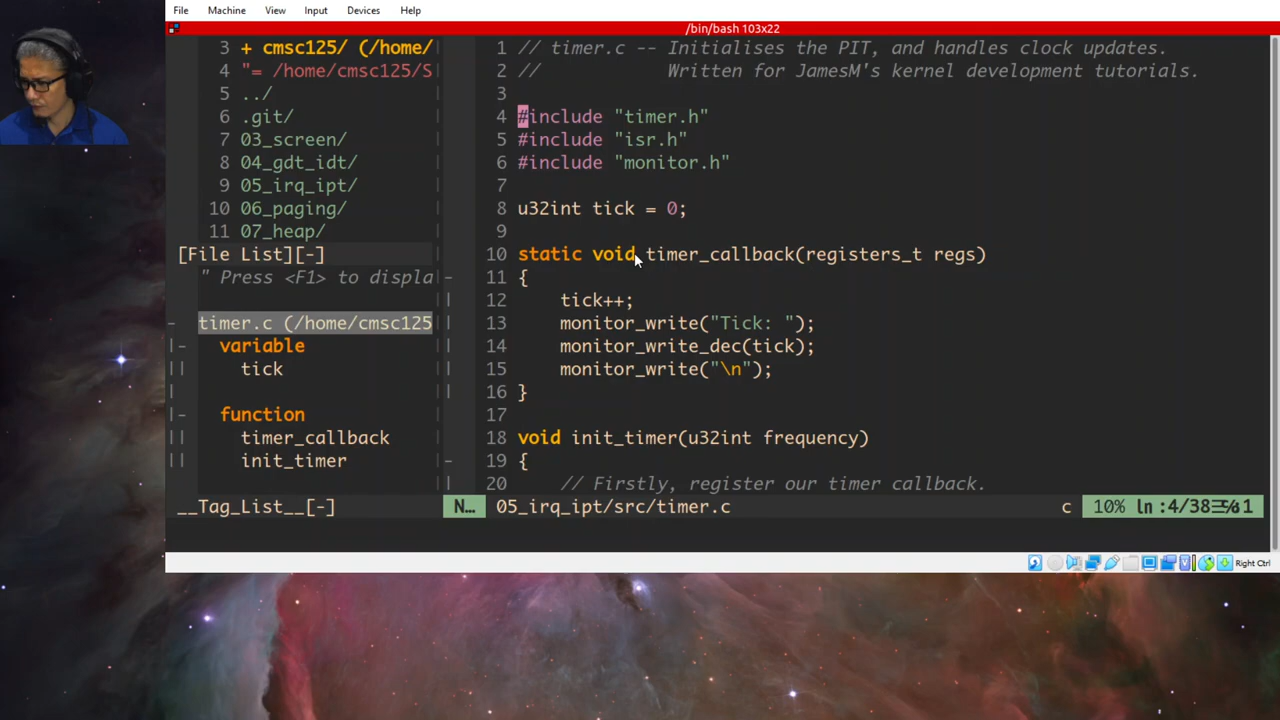 File Machine View Input Devices Help
/bin/bash 103x22
3 + cmsc125/ (/home/
4 "= /home/cmsc125/S
5 ../
6 .git/
7 03_screen/
8 04_gdt_idt/
9 05_irq_ipt/
10 06_paging/
11 07_heap/
[File List][-]
" Press <F1> to displa
timer.c (/home/cmsc125
variable
tick
function
timer_callback
init_timer
__Tag_List__[-]
1 // timer.c -- Initialises the PIT, and handles clock updates.
2 // Written for JamesM's kernel development tutorials.
3
4 #include "timer.h"
5 #include "isr.h"
6 #include "monitor.h"
7
8 u32int tick = 0;
9
10 static void timer_callback(registers_t regs)
11 {
12 tick++;
13 monitor_write("Tick: ");
14 monitor_write_dec(tick);
15 monitor_write("\n");
16 }
17
18 void init_timer(u32int frequency)
19 {
20 // Firstly, register our timer callback.
N… 05_irq_ipt/src/timer.c c 10% ln :4/38
Right Ctrl